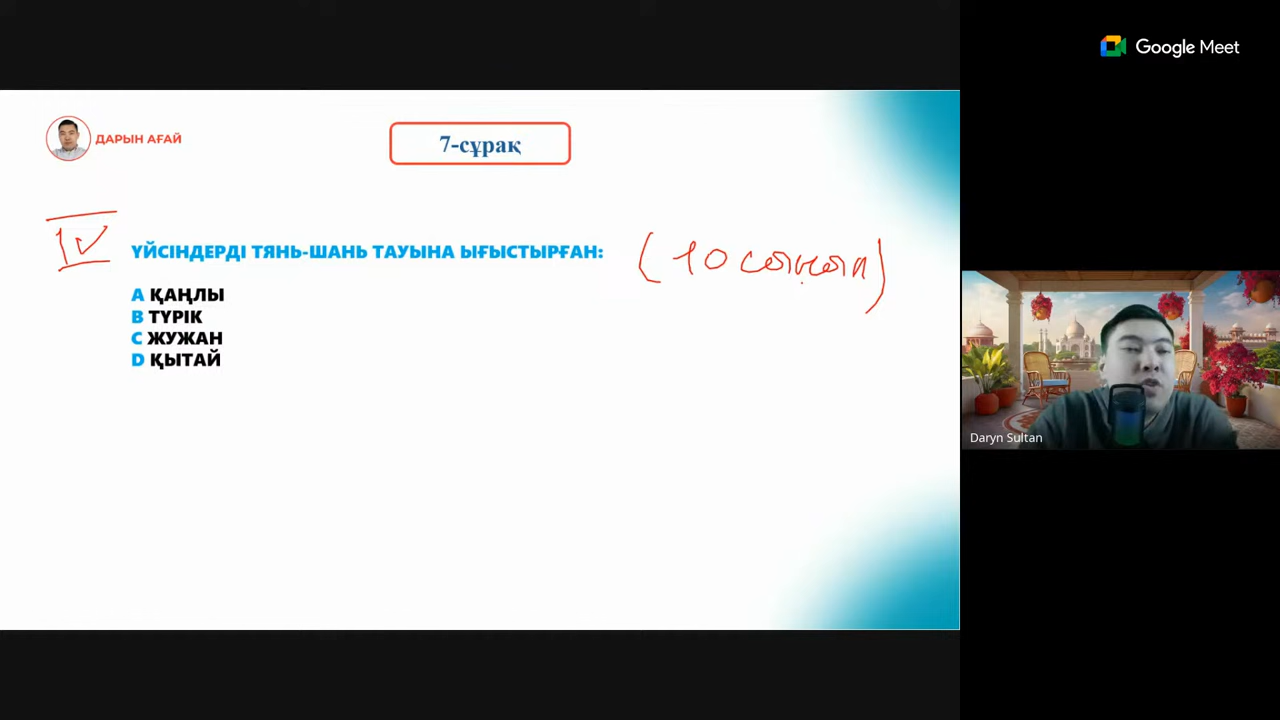 Google Meet
ДАРЫН АҒАЙ
7-сұрақ
IV
ҮЙСІНДЕРДІ ТЯНЬ-ШАНЬ ТАУЫНА ЫҒЫСТЫРҒАН:
(10 сынып)
A ҚАҢЛЫ
B ТҮРІК
C ЖУЖАН
D ҚЫТАЙ
Daryn Sultan